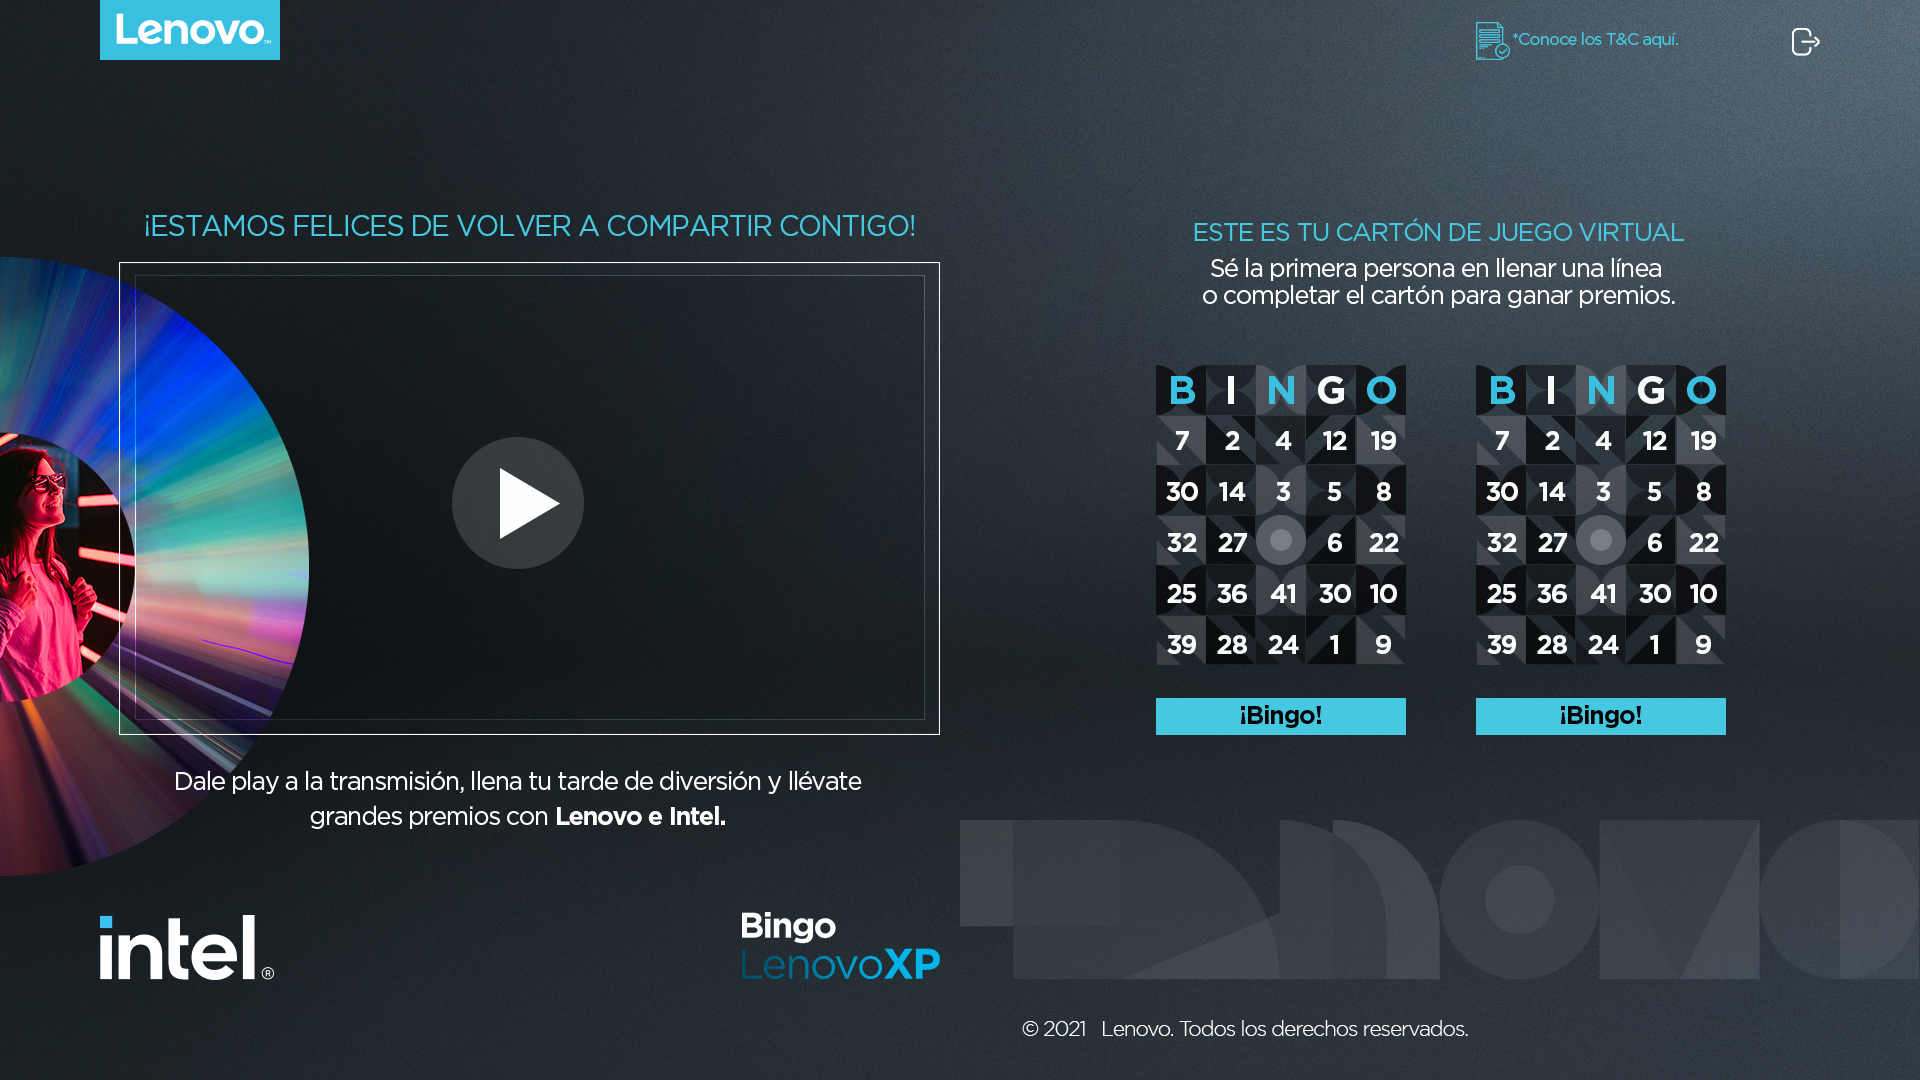 Lenovo™
*Conoce los T&C aquí.
¡ESTAMOS FELICES DE VOLVER A COMPARTIR CONTIGO!
Dale play a la transmisión, llena tu tarde de diversión y llévate
grandes premios con Lenovo e Intel.
ESTE ES TU CARTÓN DE JUEGO VIRTUAL
Sé la primera persona en llenar una línea
o completar el cartón para ganar premios.
B I N G O
7 2 4 12 19
30 14 3 5 8
32 27 6 22
25 36 41 30 10
39 28 24 1 9
¡Bingo!
B I N G O
7 2 4 12 19
30 14 3 5 8
32 27 6 22
25 36 41 30 10
39 28 24 1 9
¡Bingo!
intel®
Bingo
LenovoXP
Lenovo
© 2021 Lenovo. Todos los derechos reservados.